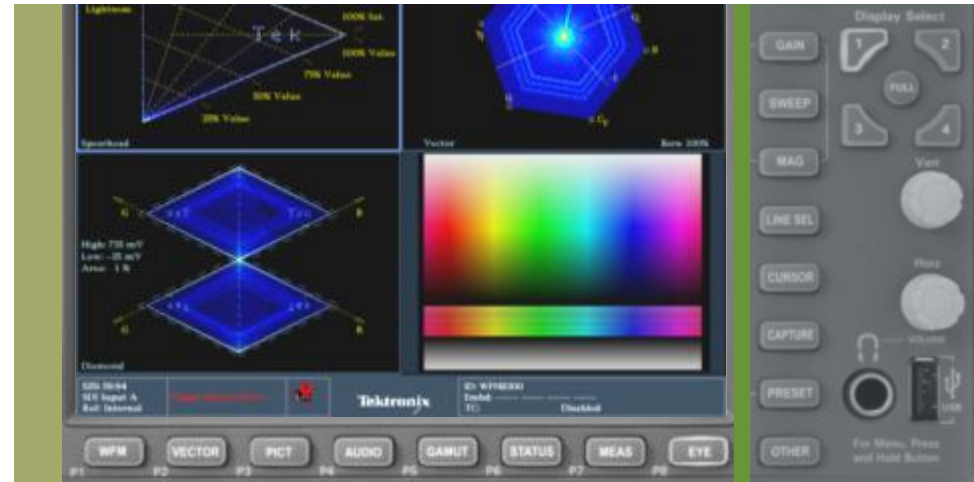 Lightness
100% Sat.
Tek
100% Value
75% Value
50% Value
25% Value
Spearhead
Vector
Bars: 100%
G
B
High: 735 mV
Low: -35 mV
Area: 1 %
G
R
Diamond
SDI Input A
Ref: Internal
Tektronix
Embd: ----- ----- ----- -----
TC:
Disabled
WFM
VECTOR
PICT
AUDIO
GAMUT
STATUS
MEAS
EYE
P1
P2
P3
P4
P5
P6
P7
P8
Display Select
GAIN
1
2
FULL
SWEEP
3
4
MAG
Vert
LINE SEL
CURSOR
Horz
CAPTURE
VOLUME
PRESET
USB
OTHER
For Menu, Press
and Hold Button